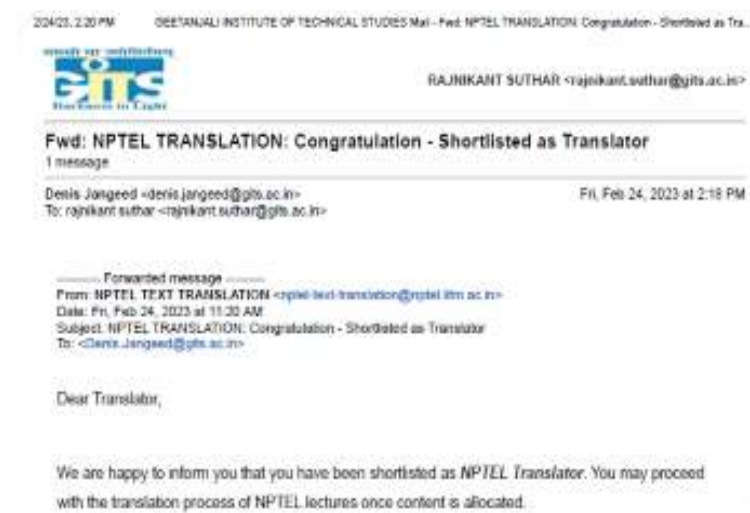 2/24/23, 2:20 PM GEETANJALI INSTITUTE OF TECHNICAL STUDIES Mail - Fwd: NPTEL TRANSLATION: Congratulation - Shortlisted as Tra...
GITS
RAJNIKANT SUTHAR <rajnikant.suthar@gits.ac.in>
Fwd: NPTEL TRANSLATION: Congratulation - Shortlisted as Translator
1 message
Denis Jangeed <denis.jangeed@gits.ac.in> Fri, Feb 24, 2023 at 2:18 PM
To: rajnikant suthar <rajnikant.suthar@gits.ac.in>
---------- Forwarded message ----------
From: NPTEL TEXT TRANSLATION <nptel-text-translation@nptel.iitm.ac.in>
Date: Fri, Feb 24, 2023 at 11:20 AM
Subject: NPTEL TRANSLATION: Congratulation - Shortlisted as Translator
To: <Denis.Jangeed@gits.ac.in>
Dear Translator,
We are happy to inform you that you have been shortlisted as NPTEL Translator. You may proceed
with the translation process of NPTEL lectures once content is allocated.